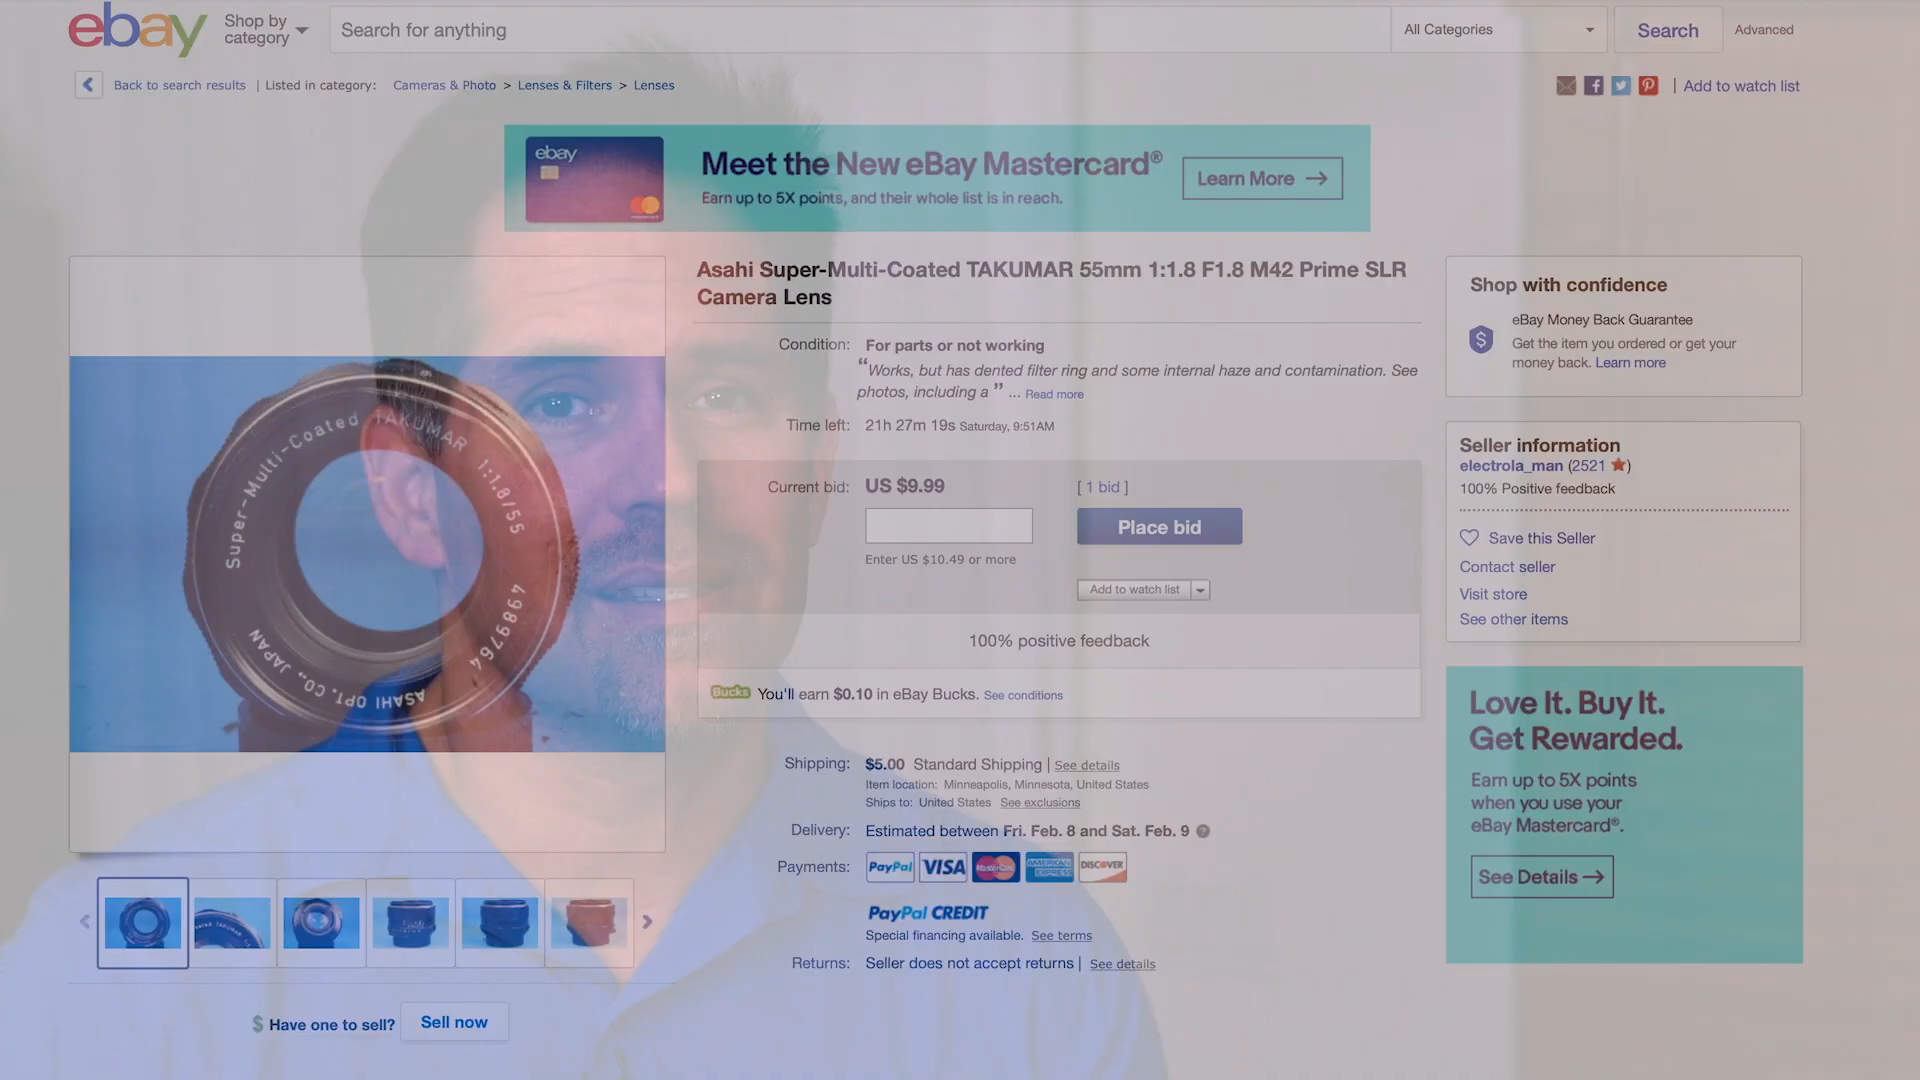 ebay
Shop by
category
Search for anything
All Categories
Search
Advanced
Back to search results
| Listed in category:
Cameras & Photo > Lenses & Filters > Lenses
| Add to watch list
ebay
Meet the New eBay Mastercard®
Earn up to 5X points, and their whole list is in reach.
Learn More →
Asahi Super-Multi-Coated TAKUMAR 55mm 1:1.8 F1.8 M42 Prime SLR
Camera Lens
Condition: For parts or not working
“Works, but has dented filter ring and some internal haze and contamination. See
photos, including a ” ... Read more
Time left: 21h 27m 19s Saturday, 9:51AM
Current bid: US $9.99
[ 1 bid ]
Place bid
Enter US $10.49 or more
Add to watch list
100% positive feedback
Bucks You'll earn $0.10 in eBay Bucks. See conditions
Shipping: $5.00 Standard Shipping | See details
Item location: Minneapolis, Minnesota, United States
Ships to: United States See exclusions
Delivery: Estimated between Fri. Feb. 8 and Sat. Feb. 9
Payments: PayPal VISA MasterCard AMERICAN EXPRESS DISCOVER
PayPal CREDIT
Special financing available. See terms
Returns: Seller does not accept returns | See details
Super-Multi-Coated TAKUMAR 1:1.8/55
4989764
ASAHI OPT. CO., JAPAN
$ Have one to sell? Sell now
Shop with confidence
eBay Money Back Guarantee
Get the item you ordered or get your
money back. Learn more
Seller information
electrola_man (2521 ★)
100% Positive feedback
Save this Seller
Contact seller
Visit store
See other items
Love It. Buy It.
Get Rewarded.
Earn up to 5X points
when you use your
eBay Mastercard®.
See Details →